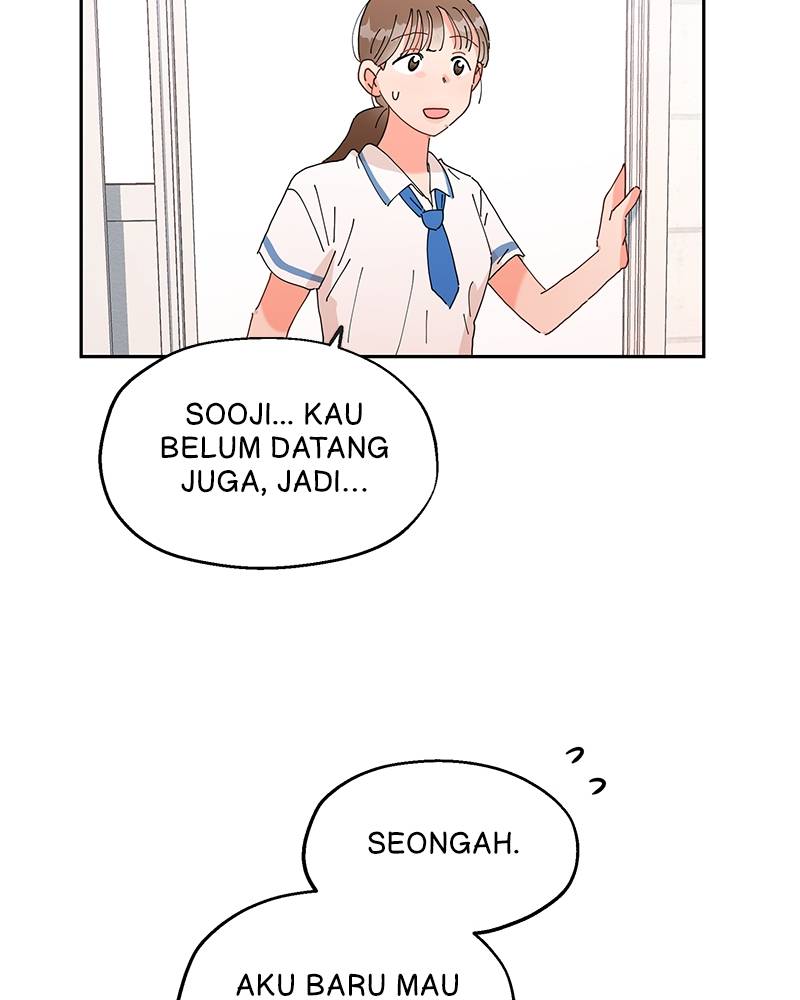 SOOJI... KAU
BELUM DATANG
JUGA, JADI...
SEONGAH.
AKU BARU MAU